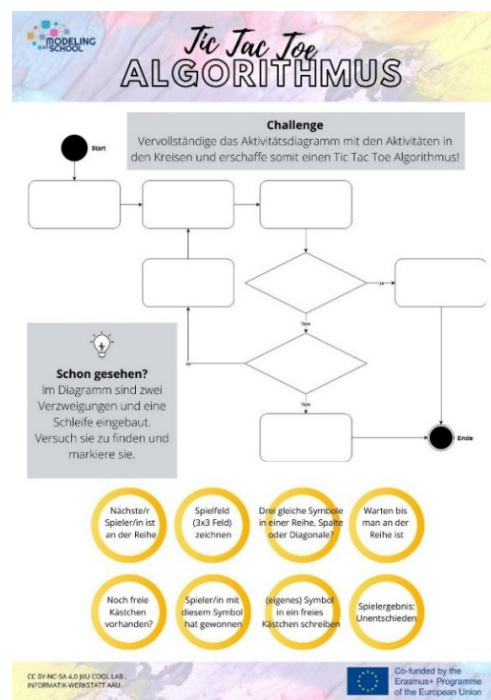 MODELING
SCHOOL
Tic Tac Toe
ALGORITHMUS
Challenge
Vervollständige das Aktivitätsdiagramm mit den Aktivitäten in
den Kreisen und erschaffe somit einen Tic Tac Toe Algorithmus!
Start
Ja
Nein
Ja
Nein
Ende
Schon gesehen?
Im Diagramm sind zwei
Verzweigungen und eine
Schleife eingebaut.
Versuch sie zu finden und
markiere sie.
Nächste/r
Spieler/in ist
an der Reihe
Spielfeld
(3x3 Feld)
zeichnen
Drei gleiche Symbole
in einer Reihe, Spalte
oder Diagonale?
Warten bis
man an der
Reihe ist
Noch freie
Kästchen
vorhanden?
Spieler/in mit
diesem Symbol
hat gewonnen
(eigenes) Symbol
in ein freies
Kästchen schreiben
Spielergebnis:
Unentschieden
CC BY-NC-SA 4.0 JKU COOL LAB,
INFORMATIK-WERKSTATT AAU
Co-funded by the
Erasmus+ Programme
of the European Union